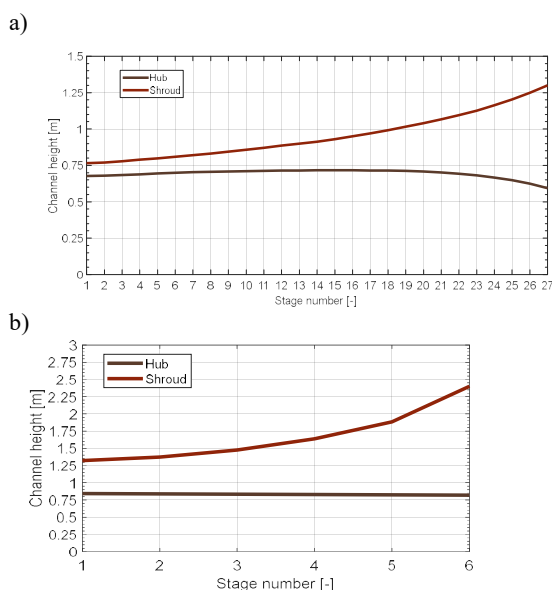 a)
1.5
1.25
1
0.75
0.5
0.25
0
Channel height [m]
Hub
Shroud
1 2 3 4 5 6 7 8 9 10 11 12 13 14 15 16 17 18 19 20 21 22 23 24 25 26 27
Stage number [-]
b)
3
2.75
2.5
2.25
2
1.75
1.5
1.25
1
0.75
0.5
0.25
0
Channel height [m]
Hub
Shroud
1 2 3 4 5 6
Stage number [-]